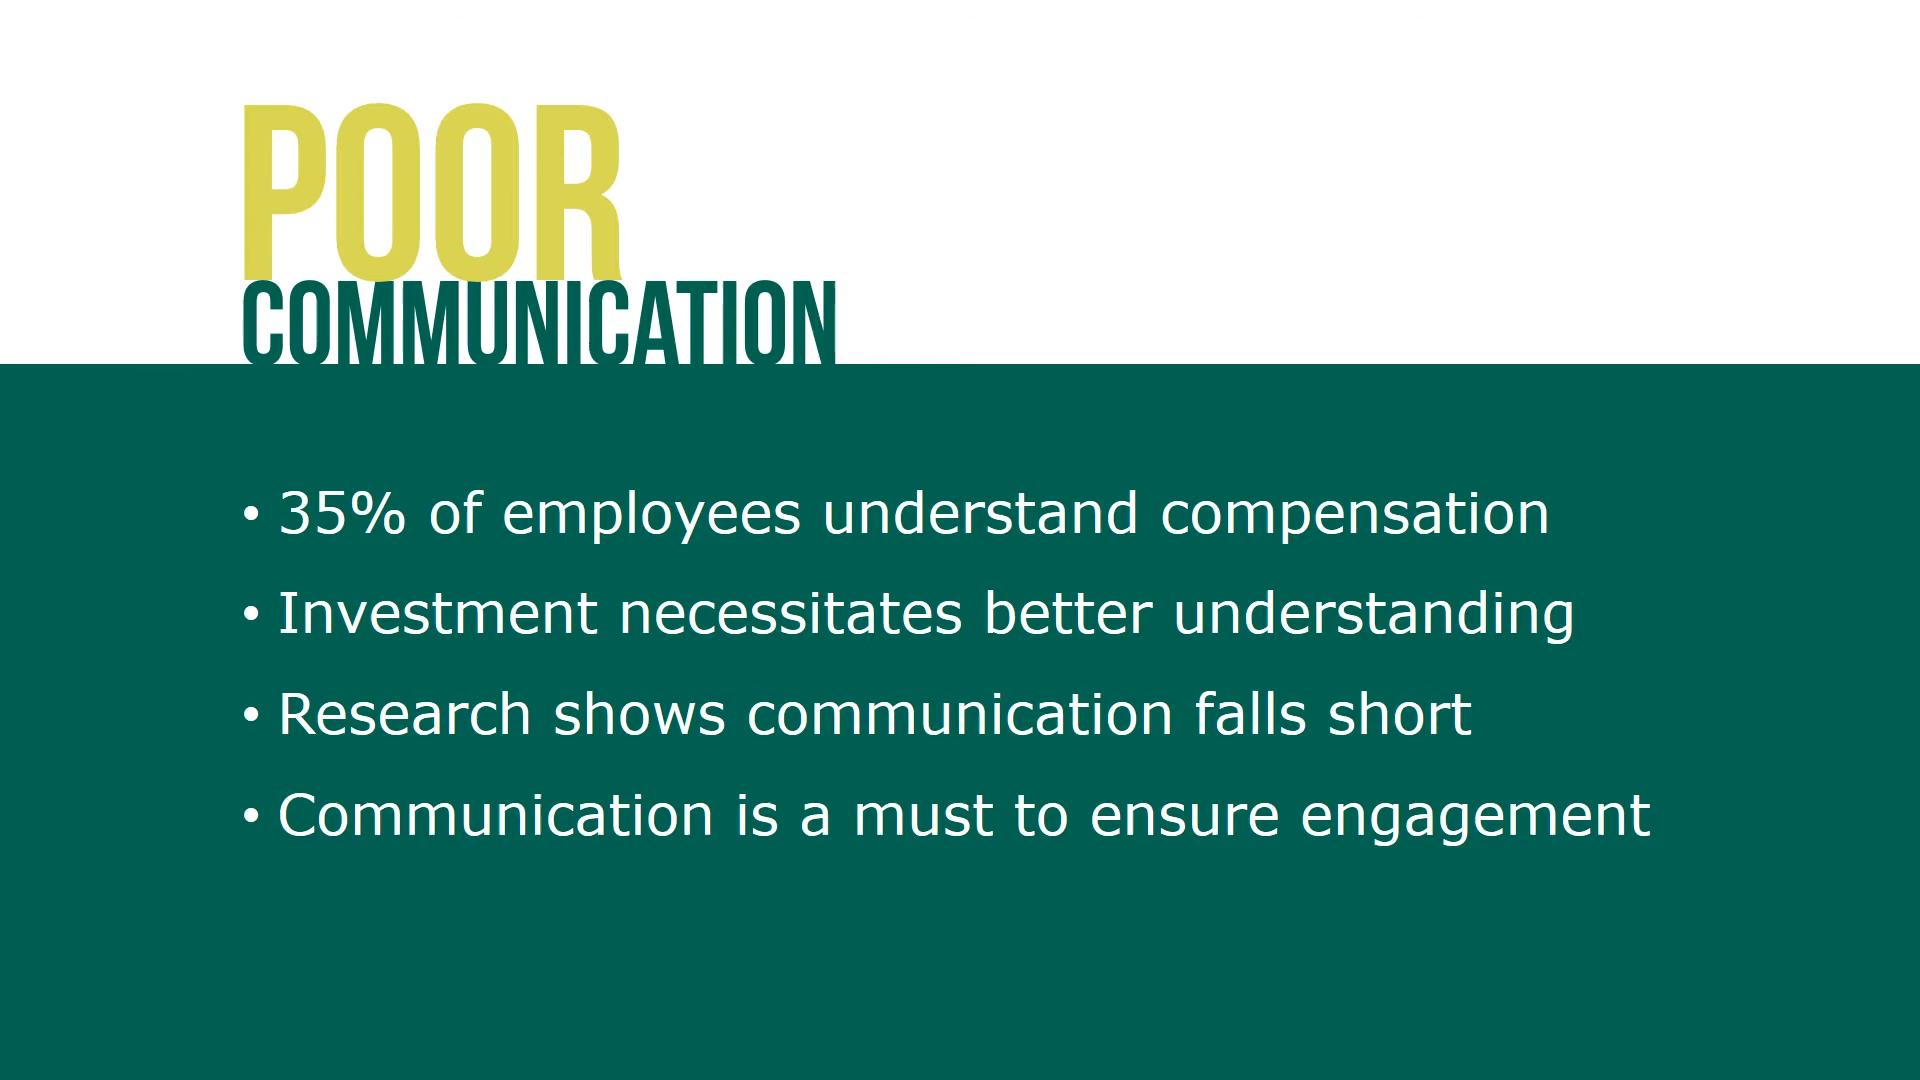 POOR
COMMUNICATION
• 35% of employees understand compensation
• Investment necessitates better understanding
• Research shows communication falls short
• Communication is a must to ensure engagement